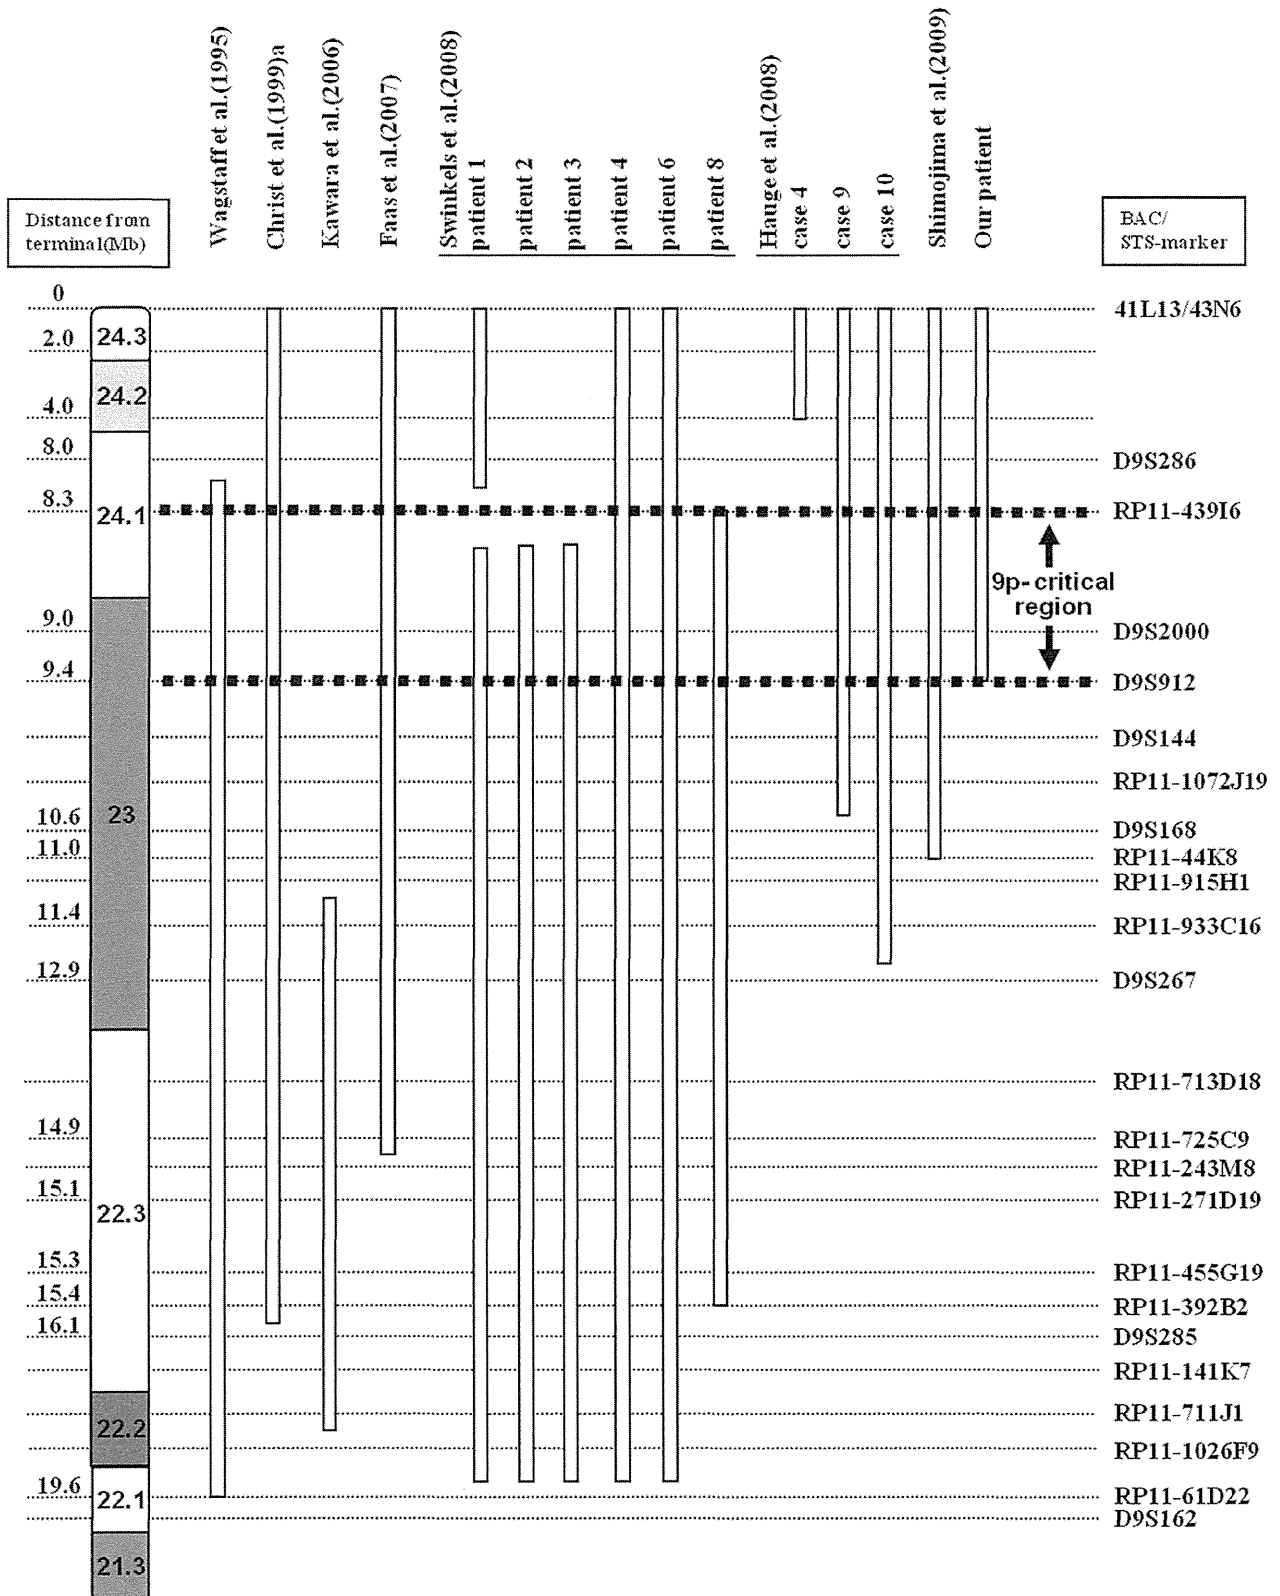 Wagstaff et al.(1995)
Christ et al.(1999)a
Kawara et al.(2006)
Faas et al.(2007)
Swinkels et al.(2008)
patient 1
patient 2
patient 3
patient 4
patient 6
patient 8
Hauge et al.(2008)
case 4
case 9
case 10
Shimojima et al.(2009)
Our patient
Distance from
terminal(Mb)
BAC/
STS-marker
0
41L13/43N6
2.0
24.3
24.2
4.0
8.0
D9S286
8.3
24.1
RP11-439I6
9p-critical
region
9.0
D9S2000
9.4
D9S912
D9S144
RP11-1072J19
10.6
23
D9S168
11.0
RP11-44K8
RP11-915H1
11.4
RP11-933C16
12.9
D9S267
RP11-713D18
14.9
RP11-725C9
RP11-243M8
15.1
RP11-271D19
22.3
15.3
RP11-455G19
15.4
RP11-392B2
16.1
D9S285
RP11-141K7
22.2
RP11-711J1
RP11-1026F9
19.6
22.1
RP11-61D22
D9S162
21.3